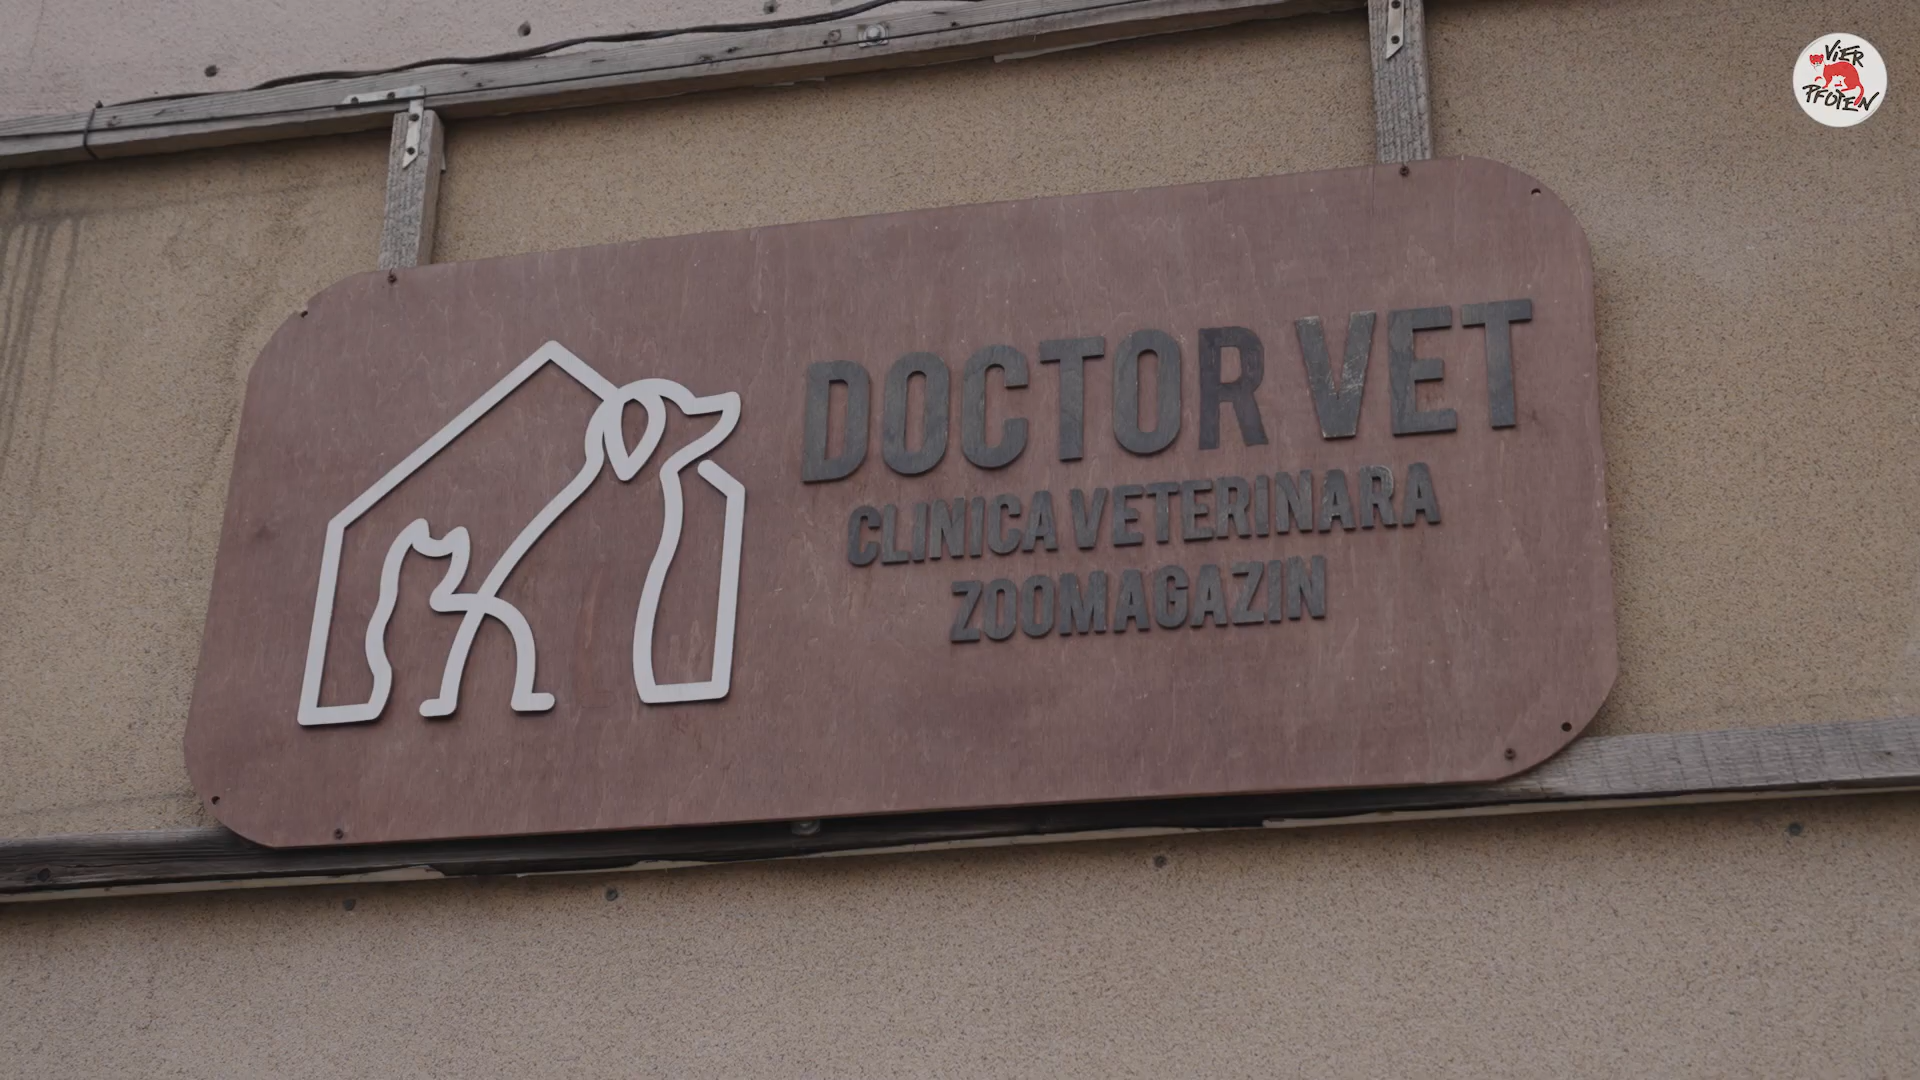 VIER
PFOTEN
DOCTOR VET
CLINICA VETERINARA
ZOOMAGAZIN